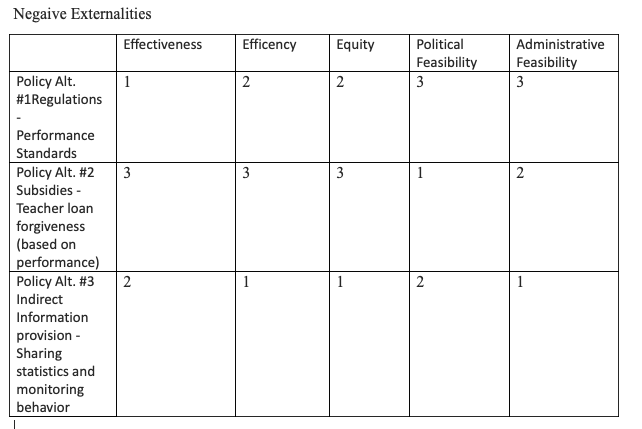 Negaive Externalities
Effectiveness Efficency Equity Political Administrative
Feasibility Feasibility
Policy Alt. 1 2 2 3 3
#1Regulations
-
Performance
Standards
Policy Alt. #2 3 3 3 1 2
Subsidies -
Teacher loan
forgiveness
(based on
performance)
Policy Alt. #3 2 1 1 2 1
Indirect
Information
provision -
Sharing
statistics and
monitoring
behavior